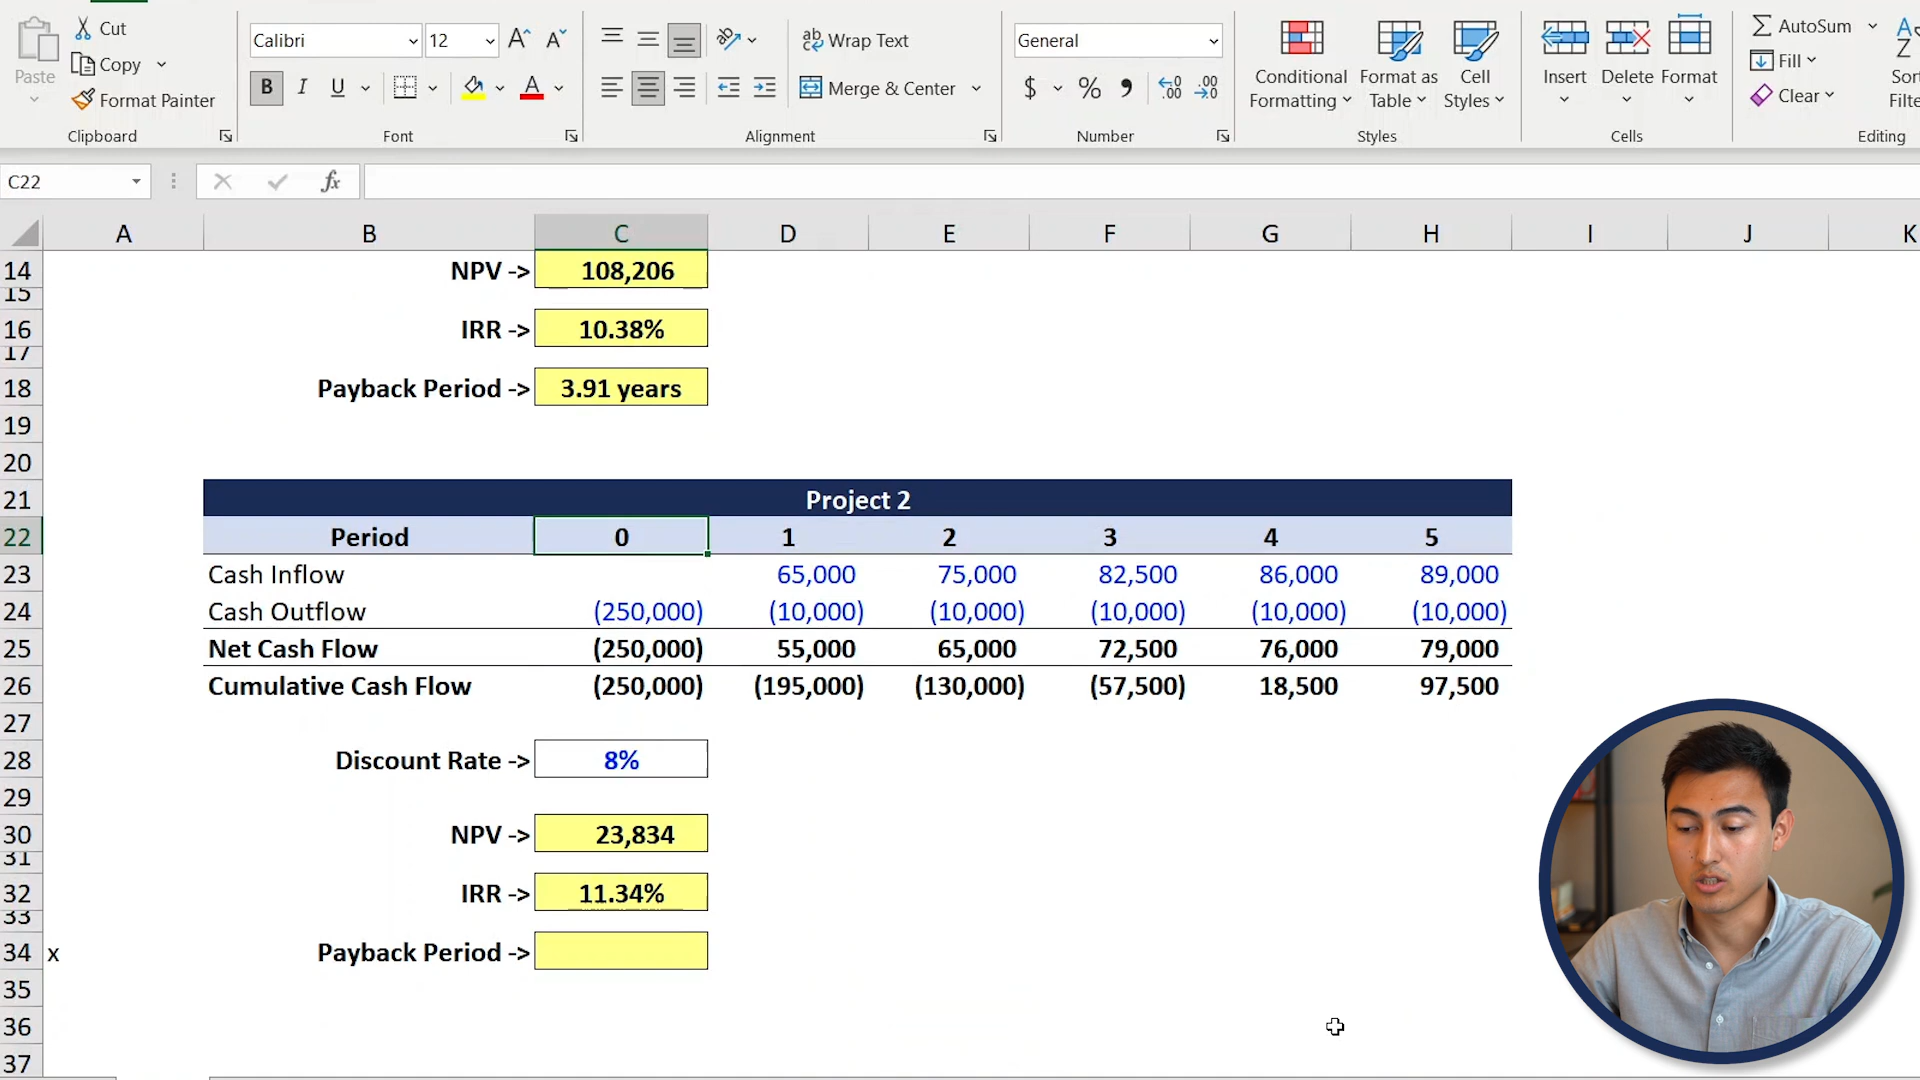 Cut
Copy
Format Painter
Paste
Clipboard
Calibri
12
B I U
Font
Wrap Text
Merge & Center
Alignment
General
$ % ,
Number
Conditional Formatting
Format as Table
Cell Styles
Styles
Insert
Delete
Format
Cells
AutoSum
Fill
Clear
Editing
C22
fx
A B C D E F G H I J K
14 NPV -> 108,206
15
16 IRR -> 10.38%
17
18 Payback Period -> 3.91 years
19
20
21 Project 2
22 Period 0 1 2 3 4 5
23 Cash Inflow 65,000 75,000 82,500 86,000 89,000
24 Cash Outflow (250,000) (10,000) (10,000) (10,000) (10,000) (10,000)
25 Net Cash Flow (250,000) 55,000 65,000 72,500 76,000 79,000
26 Cumulative Cash Flow (250,000) (195,000) (130,000) (57,500) 18,500 97,500
27
28 Discount Rate -> 8%
29
30 NPV -> 23,834
31
32 IRR -> 11.34%
33
34 x Payback Period ->
35
36
37